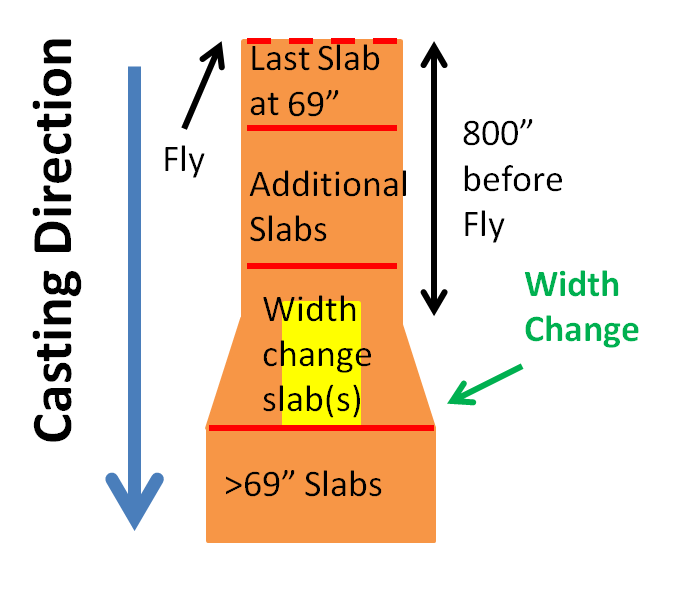 Casting Direction
Fly
Last Slab
at 69”
Additional
Slabs
Width
change
slab(s)
>69” Slabs
800”
before
Fly
Width
Change